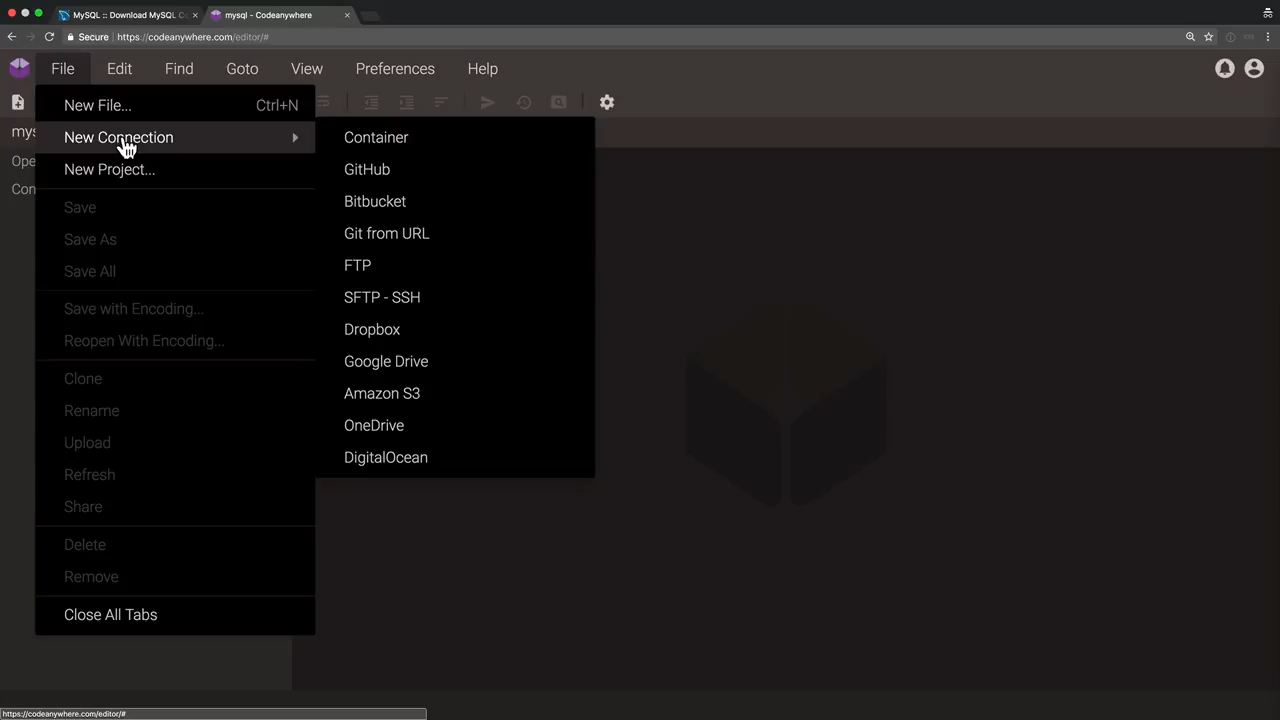 MySQL :: Download MySQL C
mysql - Codeanywhere
Secure https://codeanywhere.com/editor/#
File Edit Find Goto View Preferences Help
New File... Ctrl+N
New Connection
New Project...
Save
Save As
Save All
Save with Encoding...
Reopen With Encoding...
Clone
Rename
Upload
Refresh
Share
Delete
Remove
Close All Tabs
Container
GitHub
Bitbucket
Git from URL
FTP
SFTP - SSH
Dropbox
Google Drive
Amazon S3
OneDrive
DigitalOcean
mys
Ope
Con
https://codeanywhere.com/editor/#